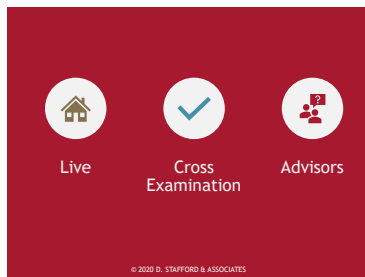 ?
Live
Cross
Examination
Advisors
© 2020 D. STAFFORD & ASSOCIATES